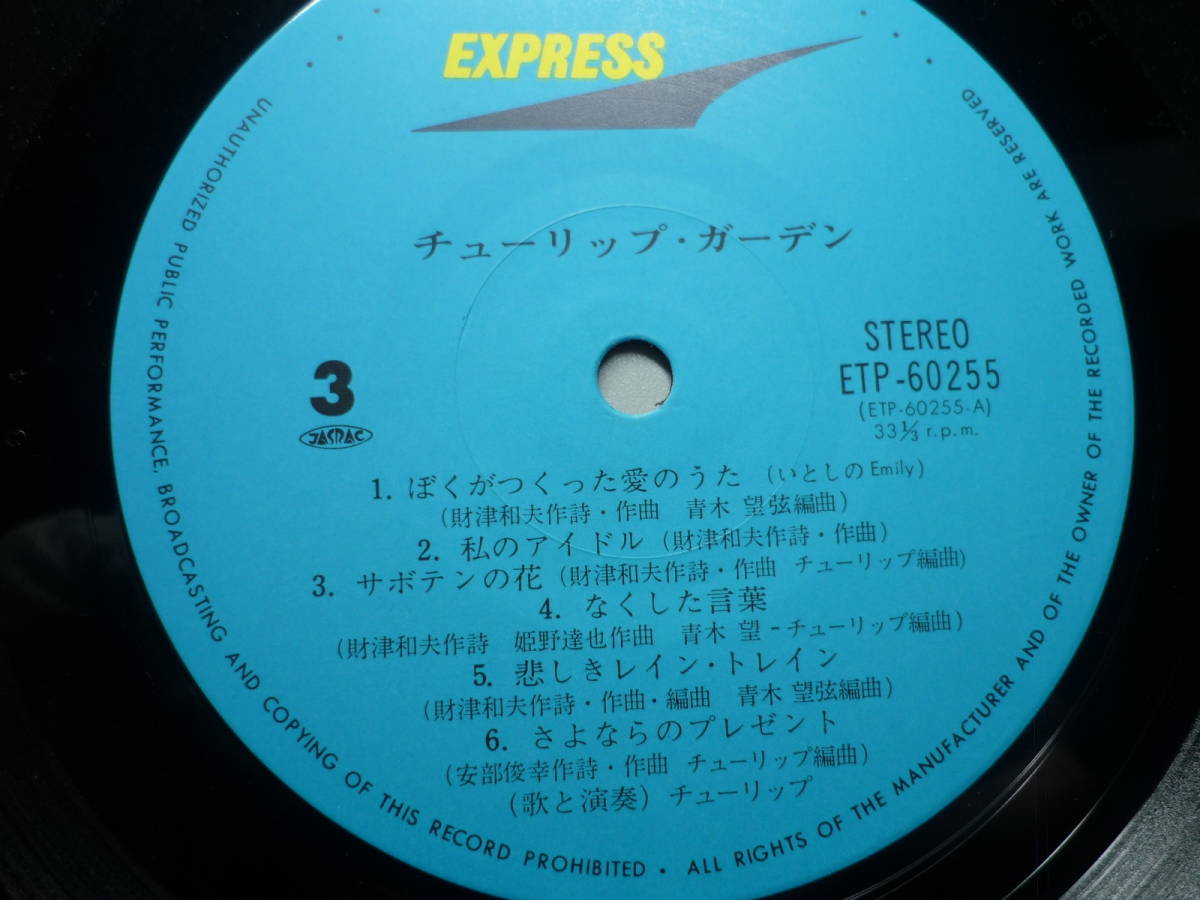 EXPRESS
チューリップ・ガーデン
3
JASRAC
STEREO
ETP-60255
(ETP-60255-A)
33 1/3 r.p.m.
1. ぼくがつくった愛のうた (いとしのEmily)
(財津和夫作詩・作曲 青木 望弦編曲)
2. 私のアイドル (財津和夫作詩・作曲)
3. サボテンの花 (財津和夫作詩・作曲 チューリップ編曲)
4. なくした言葉
(財津和夫作詩 姫野達也作曲 青木 望-チューリップ編曲)
5. 悲しきレイン・トレイン
(財津和夫作詩・作曲・編曲 青木 望弦編曲)
6. さよならのプレゼント
(安部俊幸作詩・作曲 チューリップ編曲)
(歌と演奏) チューリップ
UNAUTHORIZED PUBLIC PERFORMANCE, BROADCASTING AND COPYING OF THIS RECORD PROHIBITED • ALL RIGHTS OF THE MANUFACTURER AND OF THE OWNER OF THE RECORDED WORK ARE RESERVED